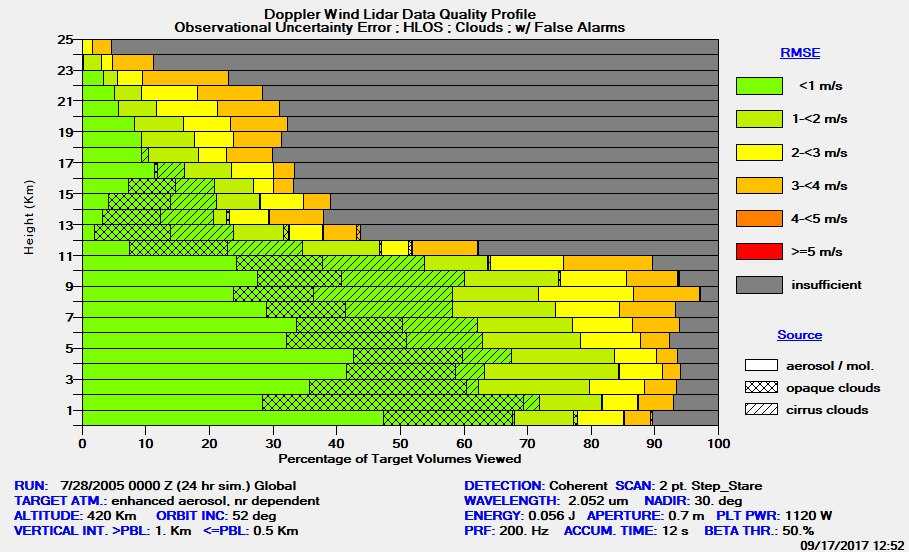 Doppler Wind Lidar Data Quality Profile
Observational Uncertainty Error ; HLOS ; Clouds ; w/ False Alarms
Height (Km)
25
23
21
19
17
15
13
11
9
7
5
3
1
0 10 20 30 40 50 60 70 80 90 100
Percentage of Target Volumes Viewed
RMSE
<1 m/s
1-<2 m/s
2-<3 m/s
3-<4 m/s
4-<5 m/s
>=5 m/s
insufficient
Source
aerosol / mol.
opaque clouds
cirrus clouds
RUN: 7/28/2005 0000 Z (24 hr sim.) Global
TARGET ATM.: enhanced aerosol, nr dependent
ALTITUDE: 420 Km ORBIT INC: 52 deg
VERTICAL INT. >PBL: 1. Km <=PBL: 0.5 Km
DETECTION: Coherent SCAN: 2 pt. Step_Stare
WAVELENGTH: 2.052 um NADIR: 30. deg
ENERGY: 0.056 J APERTURE: 0.7 m PLT PWR: 1120 W
PRF: 200. Hz ACCUM. TIME: 12 s BETA THR.: 50.%
09/17/2017 12:52